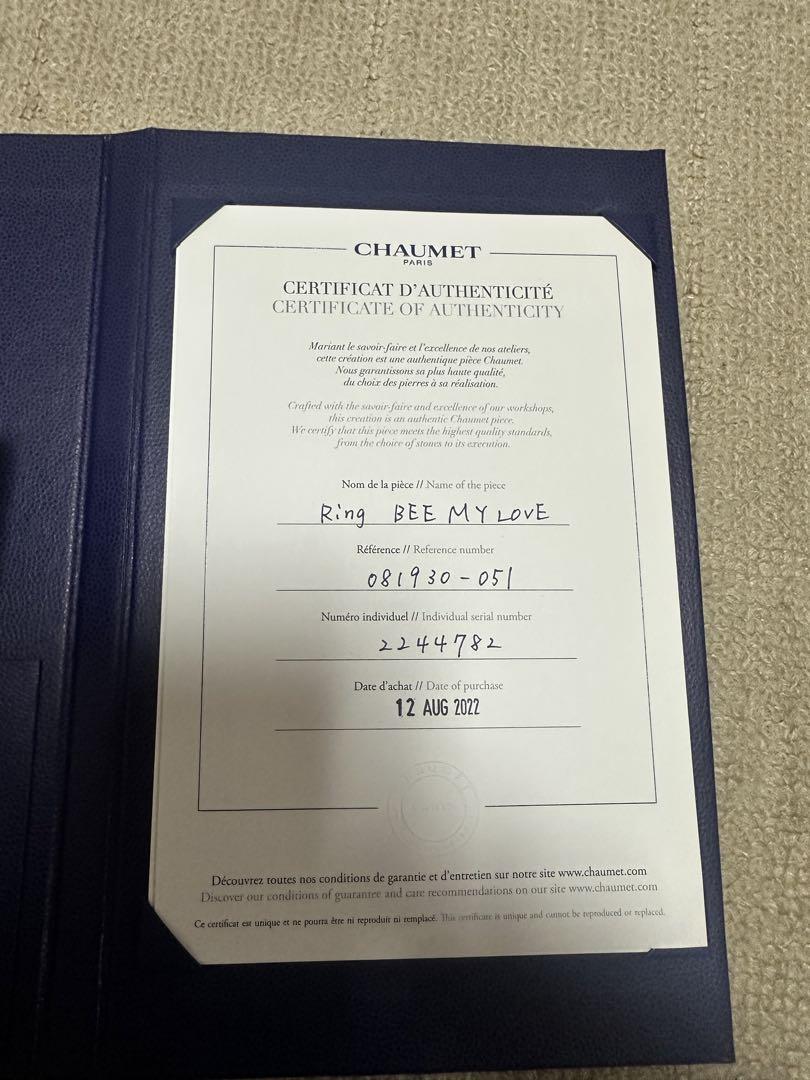 CHAUMET
PARIS
CERTIFICAT D'AUTHENTICITÉ
CERTIFICATE OF AUTHENTICITY
Mariant le savoir-faire et l'excellence de nos ateliers,
cette création est une authentique pièce Chaumet.
Nous garantissons sa plus haute qualité,
du choix des pierres à sa réalisation.
Crafted with the savoir-faire and excellence of our workshops,
this creation is an authentic Chaumet piece.
We certify that this piece meets the highest quality standards,
from the choice of stones to its execution.
Nom de la pièce // Name of the piece
Ring BEE MY LOVE
Référence // Reference number
081930-051
Numéro individuel // Individual serial number
2244782
Date d'achat // Date of purchase
12 AUG 2022
Découvrez toutes nos conditions de garantie et d'entretien sur notre site www.chaumet.com
Discover our conditions of guarantee and care recommendations on our site www.chaumet.com
Ce certificat est unique et ne pourra être ni reproduit ni remplacé. This certificate is unique and cannot be reproduced or replaced.